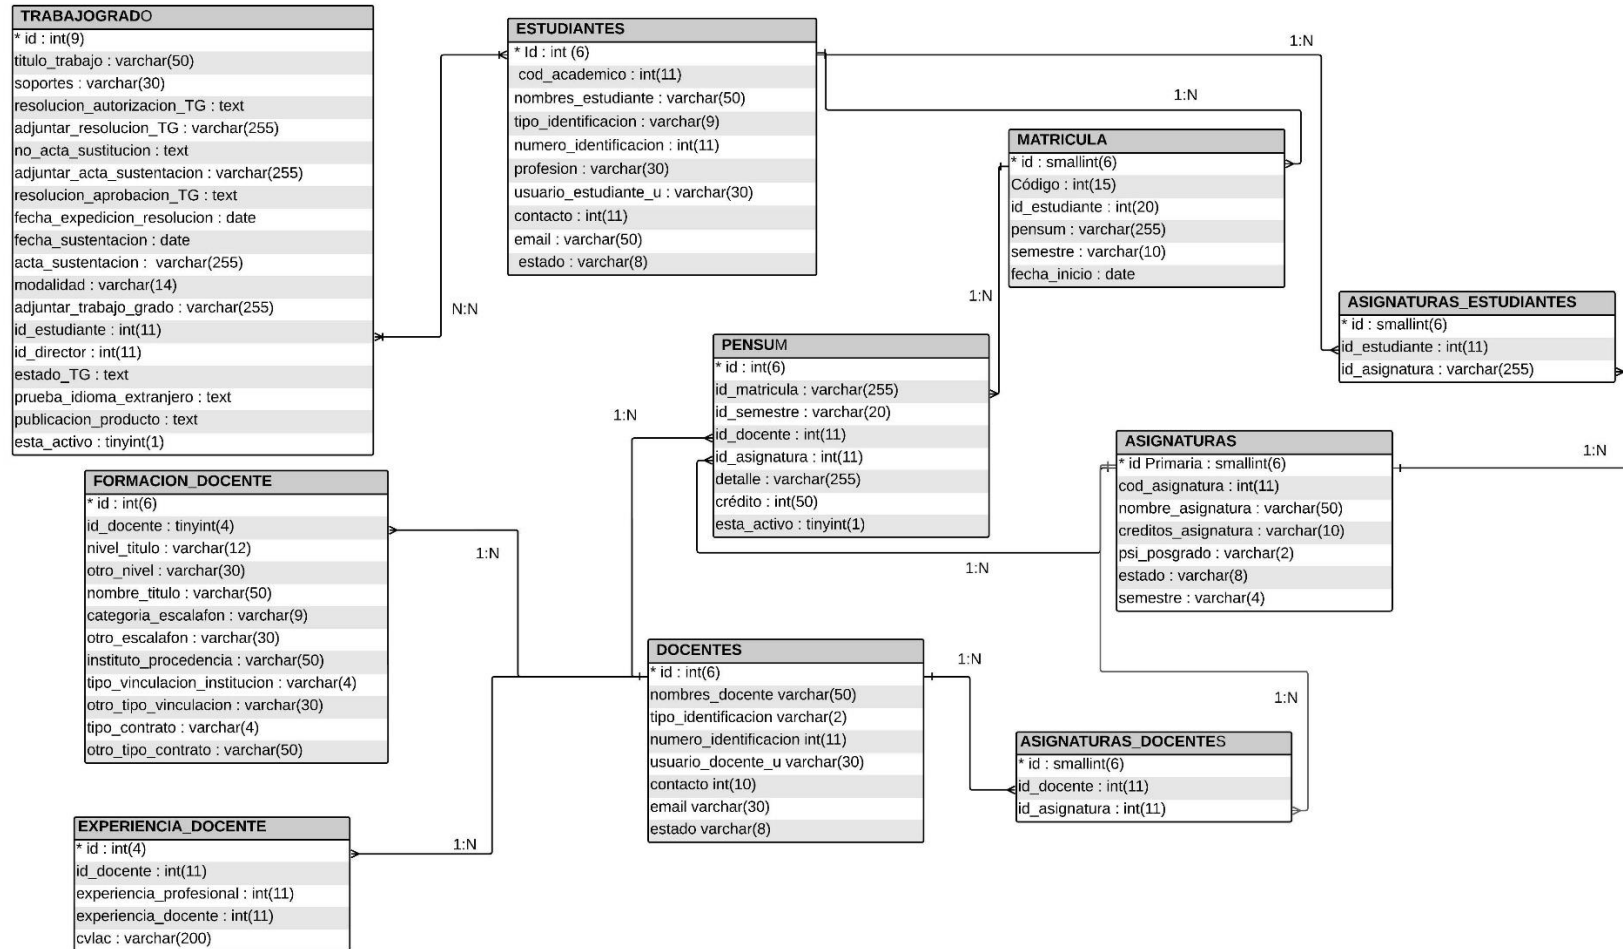 TRABAJOGRADO
* id : int(9)
titulo_trabajo : varchar(50)
soportes : varchar(30)
resolucion_autorizacion_TG : text
adjuntar_resolucion_TG : varchar(255)
no_acta_sustitucion : text
adjuntar_acta_sustentacion : varchar(255)
resolucion_aprobacion_TG : text
fecha_expedicion_resolucion : date
fecha_sustentacion : date
acta_sustentacion : varchar(255)
modalidad : varchar(14)
adjuntar_trabajo_grado : varchar(255)
id_estudiante : int(11)
id_director : int(11)
estado_TG : text
prueba_idioma_extranjero : text
publicacion_producto : text
esta_activo : tinyint(1)
N:N
ESTUDIANTES
* Id : int (6)
cod_academico : int(11)
nombres_estudiante : varchar(50)
tipo_identificacion : varchar(9)
numero_identificacion : int(11)
profesion : varchar(30)
usuario_estudiante_u : varchar(30)
contacto : int(11)
email : varchar(50)
estado : varchar(8)
1:N
1:N
MATRICULA
* id : smallint(6)
Código : int(15)
id_estudiante : int(20)
pensum : varchar(255)
semestre : varchar(10)
fecha_inicio : date
1:N
ASIGNATURAS_ESTUDIANTES
* id : smallint(6)
id_estudiante : int(11)
id_asignatura : varchar(255)
PENSUM
* id : int(6)
id_matricula : varchar(255)
id_semestre : varchar(20)
id_docente : int(11)
id_asignatura : int(11)
detalle : varchar(255)
crédito : int(50)
esta_activo : tinyint(1)
1:N
ASIGNATURAS
* id Primaria : smallint(6)
cod_asignatura : int(11)
nombre_asignatura : varchar(50)
creditos_asignatura : varchar(10)
psi_posgrado : varchar(2)
estado : varchar(8)
semestre : varchar(4)
1:N
1:N
FORMACION_DOCENTE
* id : int(6)
id_docente : tinyint(4)
nivel_titulo : varchar(12)
otro_nivel : varchar(30)
nombre_titulo : varchar(50)
categoria_escalafon : varchar(9)
otro_escalafon : varchar(30)
instituto_procedencia : varchar(50)
tipo_vinculacion_institucion : varchar(4)
otro_tipo_vinculacion : varchar(30)
tipo_contrato : varchar(4)
otro_tipo_contrato : varchar(50)
1:N
DOCENTES
* id : int(6)
nombres_docente varchar(50)
tipo_identificacion varchar(2)
numero_identificacion int(11)
usuario_docente_u varchar(30)
contacto int(10)
email varchar(30)
estado varchar(8)
1:N
1:N
ASIGNATURAS_DOCENTES
* id : smallint(6)
id_docente : int(11)
id_asignatura : int(11)
EXPERIENCIA_DOCENTE
* id : int(4)
id_docente : int(11)
experiencia_profesional : int(11)
experiencia_docente : int(11)
cvlac : varchar(200)
1:N